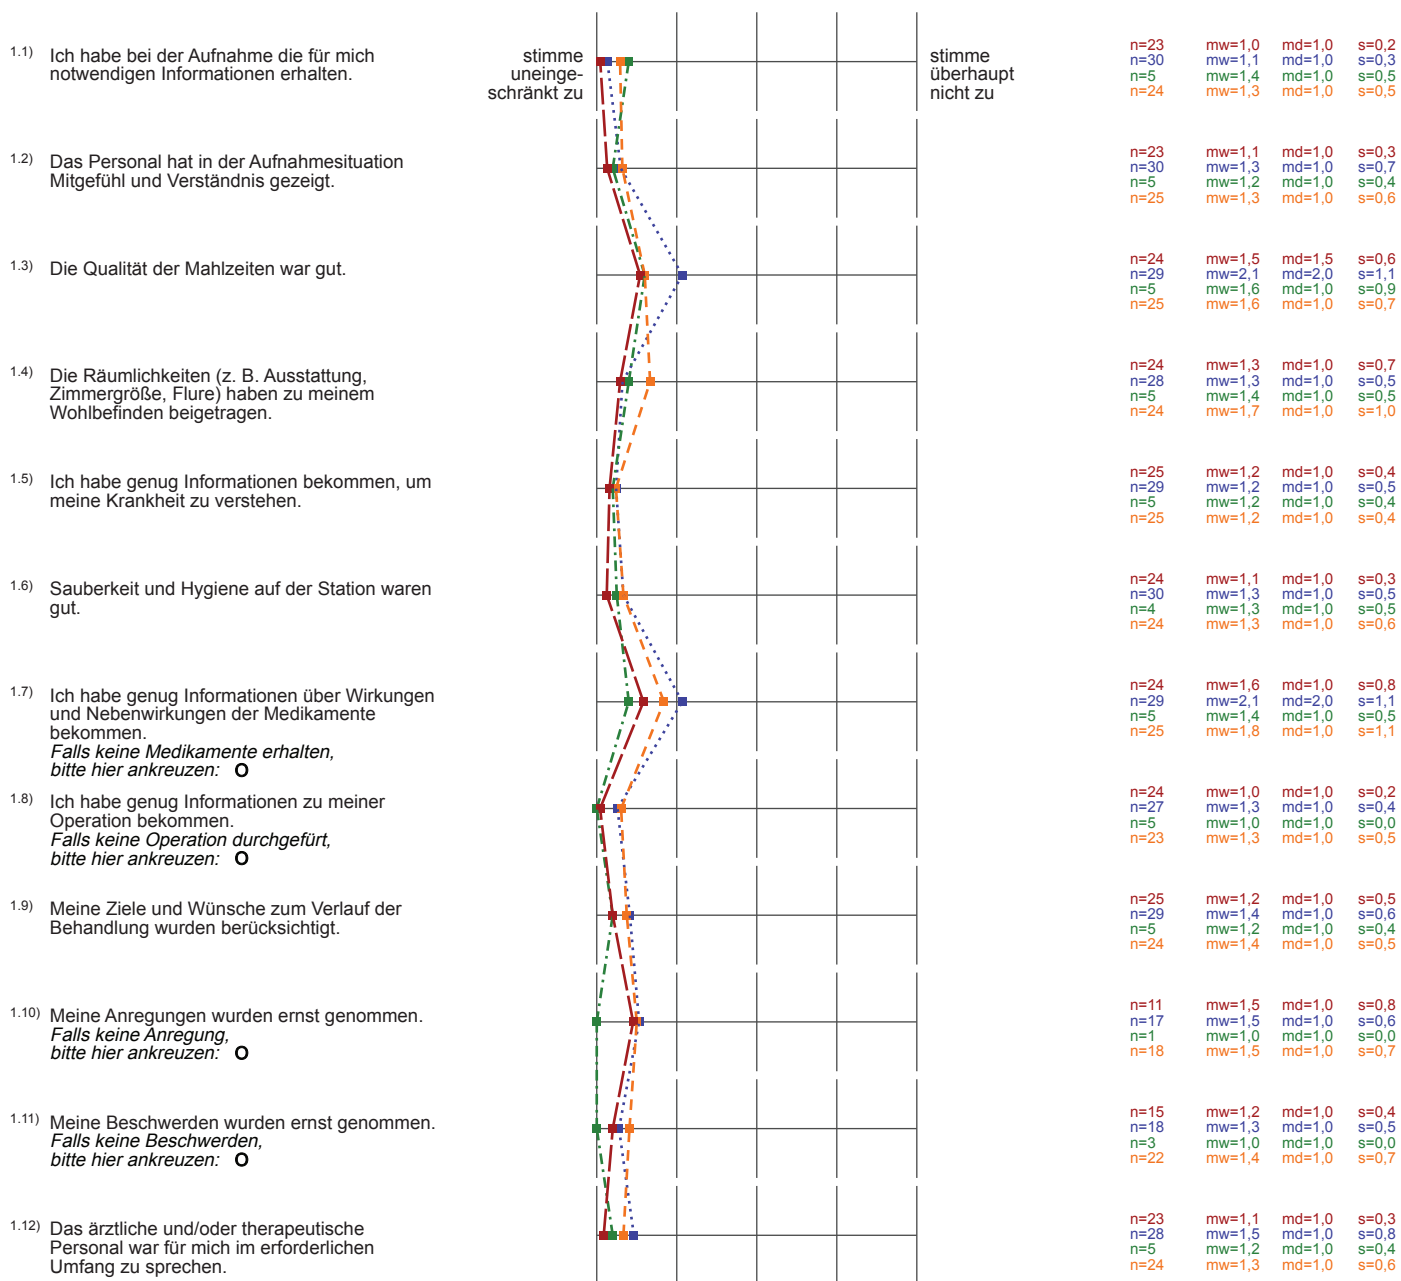 1.1) Ich habe bei der Aufnahme die für mich
notwendigen Informationen erhalten.
stimme
uneinge-
schränkt zu
stimme
überhaupt
nicht zu
n=23 mw=1,0 md=1,0 s=0,2
n=30 mw=1,1 md=1,0 s=0,3
n=5 mw=1,4 md=1,0 s=0,5
n=24 mw=1,3 md=1,0 s=0,5
1.2) Das Personal hat in der Aufnahmesituation
Mitgefühl und Verständnis gezeigt.
n=23 mw=1,1 md=1,0 s=0,3
n=30 mw=1,3 md=1,0 s=0,7
n=5 mw=1,2 md=1,0 s=0,4
n=25 mw=1,3 md=1,0 s=0,6
1.3) Die Qualität der Mahlzeiten war gut.
n=24 mw=1,5 md=1,5 s=0,6
n=29 mw=2,1 md=2,0 s=1,1
n=5 mw=1,6 md=1,0 s=0,9
n=25 mw=1,6 md=1,0 s=0,7
1.4) Die Räumlichkeiten (z. B. Ausstattung,
Zimmergröße, Flure) haben zu meinem
Wohlbefinden beigetragen.
n=24 mw=1,3 md=1,0 s=0,7
n=28 mw=1,3 md=1,0 s=0,5
n=5 mw=1,4 md=1,0 s=0,5
n=24 mw=1,7 md=1,0 s=1,0
1.5) Ich habe genug Informationen bekommen, um
meine Krankheit zu verstehen.
n=25 mw=1,2 md=1,0 s=0,4
n=29 mw=1,2 md=1,0 s=0,5
n=5 mw=1,2 md=1,0 s=0,4
n=25 mw=1,2 md=1,0 s=0,4
1.6) Sauberkeit und Hygiene auf der Station waren
gut.
n=24 mw=1,1 md=1,0 s=0,3
n=30 mw=1,3 md=1,0 s=0,5
n=4 mw=1,3 md=1,0 s=0,5
n=24 mw=1,3 md=1,0 s=0,6
1.7) Ich habe genug Informationen über Wirkungen
und Nebenwirkungen der Medikamente
bekommen.
Falls keine Medikamente erhalten,
bitte hier ankreuzen: O
n=24 mw=1,6 md=1,0 s=0,8
n=29 mw=2,1 md=2,0 s=1,1
n=5 mw=1,4 md=1,0 s=0,5
n=25 mw=1,8 md=1,0 s=1,1
1.8) Ich habe genug Informationen zu meiner
Operation bekommen.
Falls keine Operation durchgefürt,
bitte hier ankreuzen: O
n=24 mw=1,0 md=1,0 s=0,2
n=27 mw=1,3 md=1,0 s=0,4
n=5 mw=1,0 md=1,0 s=0,0
n=23 mw=1,3 md=1,0 s=0,5
1.9) Meine Ziele und Wünsche zum Verlauf der
Behandlung wurden berücksichtigt.
n=25 mw=1,2 md=1,0 s=0,5
n=29 mw=1,4 md=1,0 s=0,6
n=5 mw=1,2 md=1,0 s=0,4
n=24 mw=1,4 md=1,0 s=0,5
1.10) Meine Anregungen wurden ernst genommen.
Falls keine Anregung,
bitte hier ankreuzen: O
n=11 mw=1,5 md=1,0 s=0,8
n=17 mw=1,5 md=1,0 s=0,6
n=1 mw=1,0 md=1,0 s=0,0
n=18 mw=1,5 md=1,0 s=0,7
1.11) Meine Beschwerden wurden ernst genommen.
Falls keine Beschwerden,
bitte hier ankreuzen: O
n=15 mw=1,2 md=1,0 s=0,4
n=18 mw=1,3 md=1,0 s=0,5
n=3 mw=1,0 md=1,0 s=0,0
n=22 mw=1,4 md=1,0 s=0,7
1.12) Das ärztliche und/oder therapeutische
Personal war für mich im erforderlichen
Umfang zu sprechen.
n=23 mw=1,1 md=1,0 s=0,3
n=28 mw=1,5 md=1,0 s=0,8
n=5 mw=1,2 md=1,0 s=0,4
n=24 mw=1,3 md=1,0 s=0,6